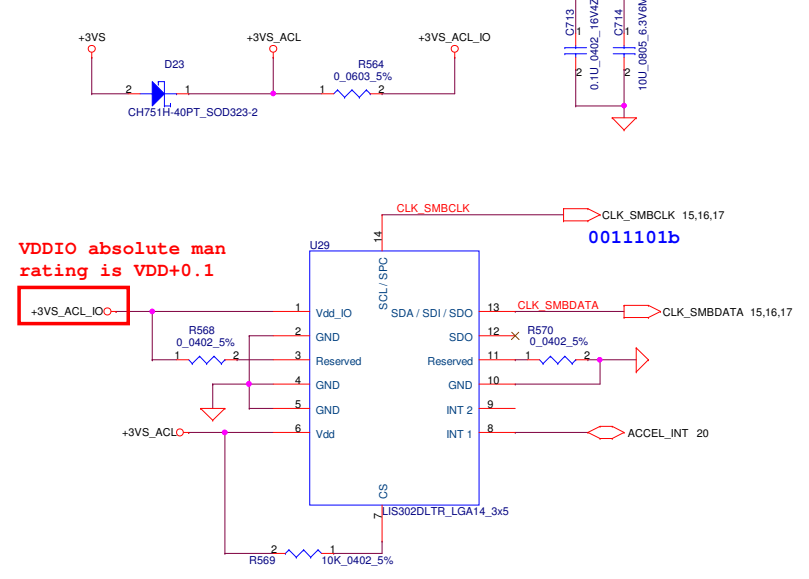 +3VS
+3VS_ACL
+3VS_ACL_IO
D23
2
1
CH751H-40PT_SOD323-2
R564
0_0603_5%
1
2
C713
1
2
0.1U_0402_16V4Z
C714
1
2
10U_0805_6.3V6M
CLK_SMBCLK
CLK_SMBCLK 15,16,17
0011101b
VDDIO absolute man
rating is VDD+0.1
U29
14
SCL / SPC
+3VS_ACL_IO
1
Vdd_IO
SDA / SDI / SDO
13
CLK_SMBDATA
CLK_SMBDATA 15,16,17
R568
0_0402_5%
1
2
2
GND
SDO
12
R570
0_0402_5%
1
2
3
Reserved
Reserved
11
4
GND
GND
10
5
GND
INT 2
9
+3VS_ACL
6
Vdd
INT 1
8
ACCEL_INT 20
CS
7
LIS302DLTR_LGA14_3x5
2
1
R569
10K_0402_5%